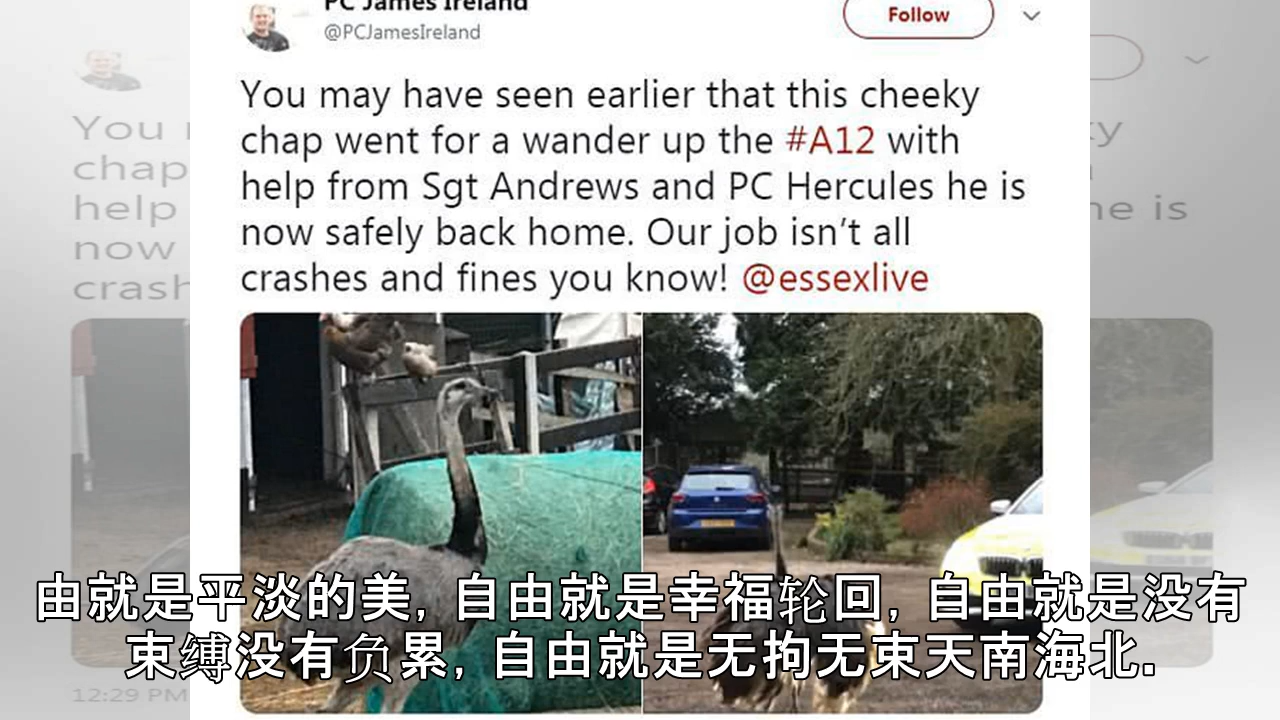 PC James Ireland
@PCJamesIreland
Follow
You may have seen earlier that this cheeky
chap went for a wander up the #A12 with
help from Sgt Andrews and PC Hercules he is
now safely back home. Our job isn’t all
crashes and fines you know! @essexlive
由就是平淡的美, 自由就是幸福轮回, 自由就是没有
束缚没有负累, 自由就是无拘无束天南海北.
12:29 PM